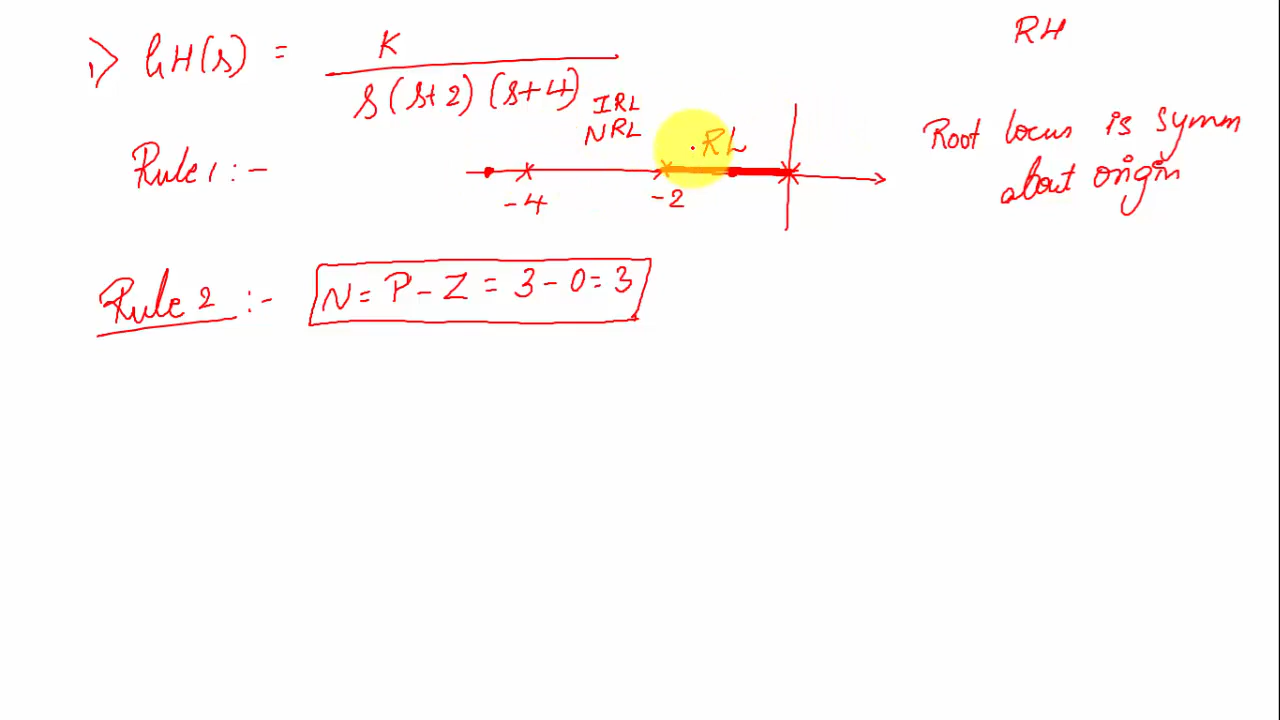 1) GH(s) = K / s(s+2)(s+4)
RH
IRL
NRL
RL
Root locus is symm
about origin
Rule 1 :-
-4 -2
Rule 2 :- N = P - Z = 3 - 0 = 3